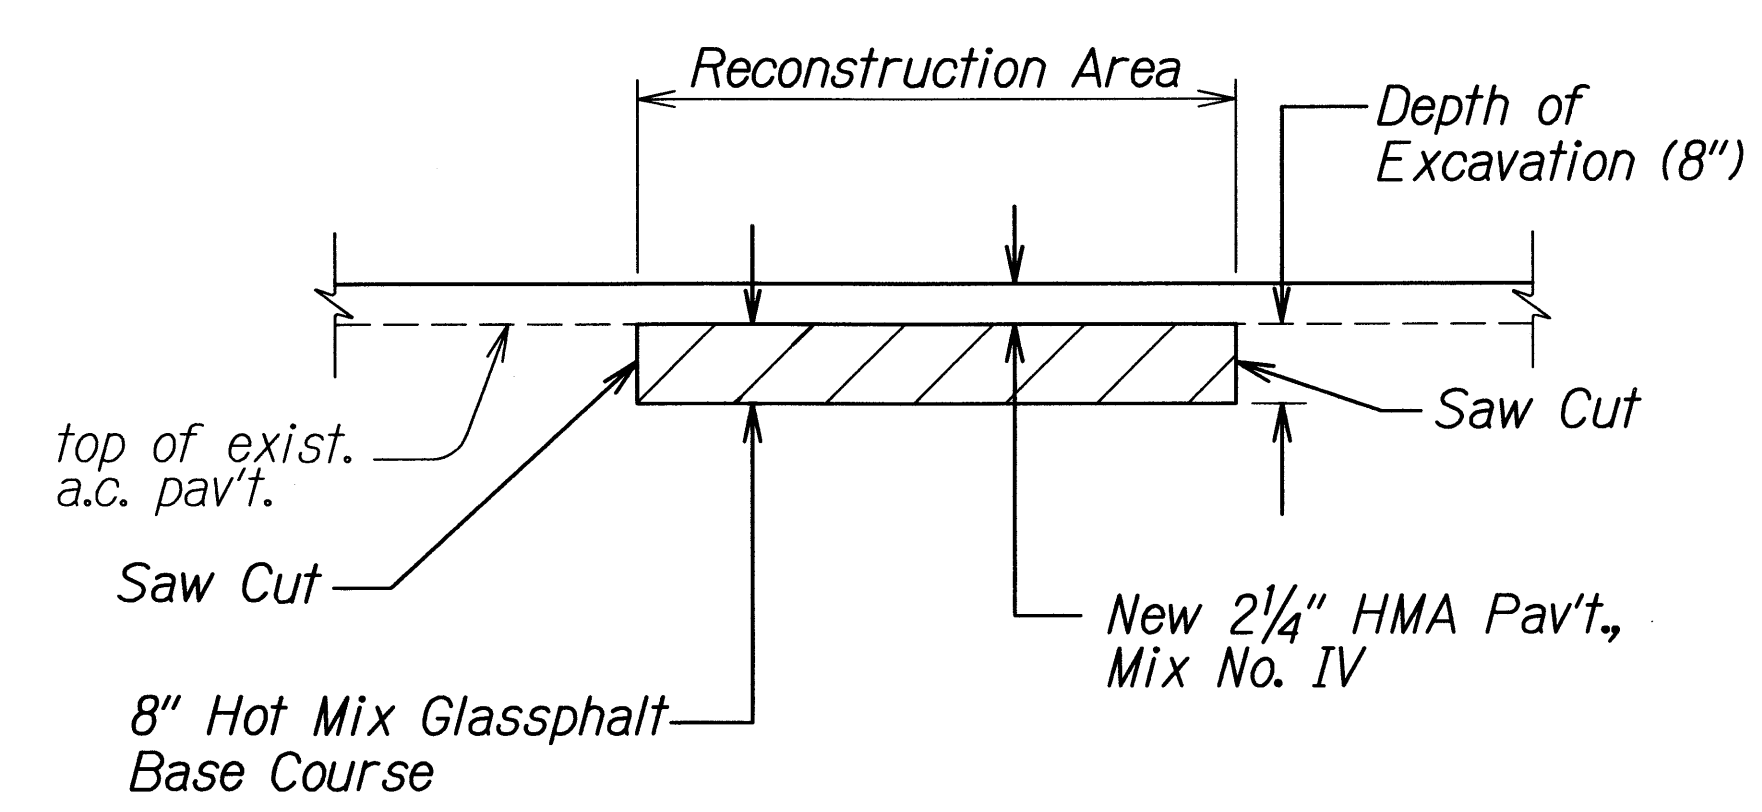 Reconstruction Area
Depth of
Excavation (8")
top of exist.
a.c. pav't.
Saw Cut
Saw Cut
New 2¼" HMA Pav't.,
Mix No. IV
8" Hot Mix Glassphalt
Base Course